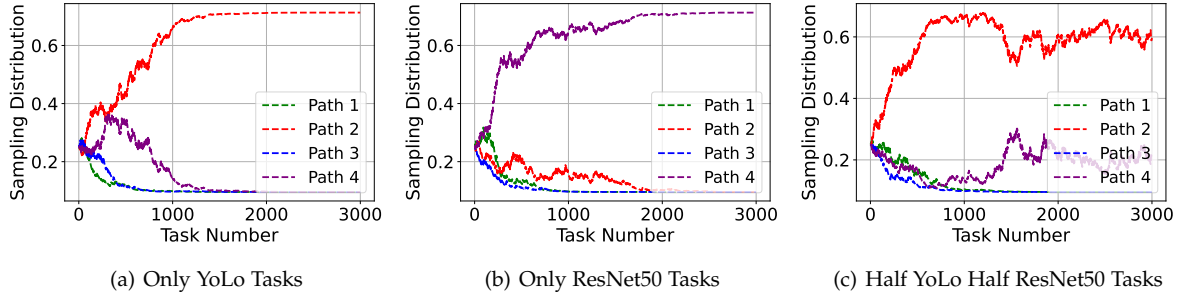 Sampling Distribution
0.6
0.4
0.2
0
1000
2000
3000
Task Number
Path 1
Path 2
Path 3
Path 4
(a) Only YoLo Tasks
Sampling Distribution
0.6
0.4
0.2
0
1000
2000
3000
Task Number
Path 1
Path 2
Path 3
Path 4
(b) Only ResNet50 Tasks
Sampling Distribution
0.6
0.4
0.2
0
1000
2000
3000
Task Number
Path 1
Path 2
Path 3
Path 4
(c) Half YoLo Half ResNet50 Tasks